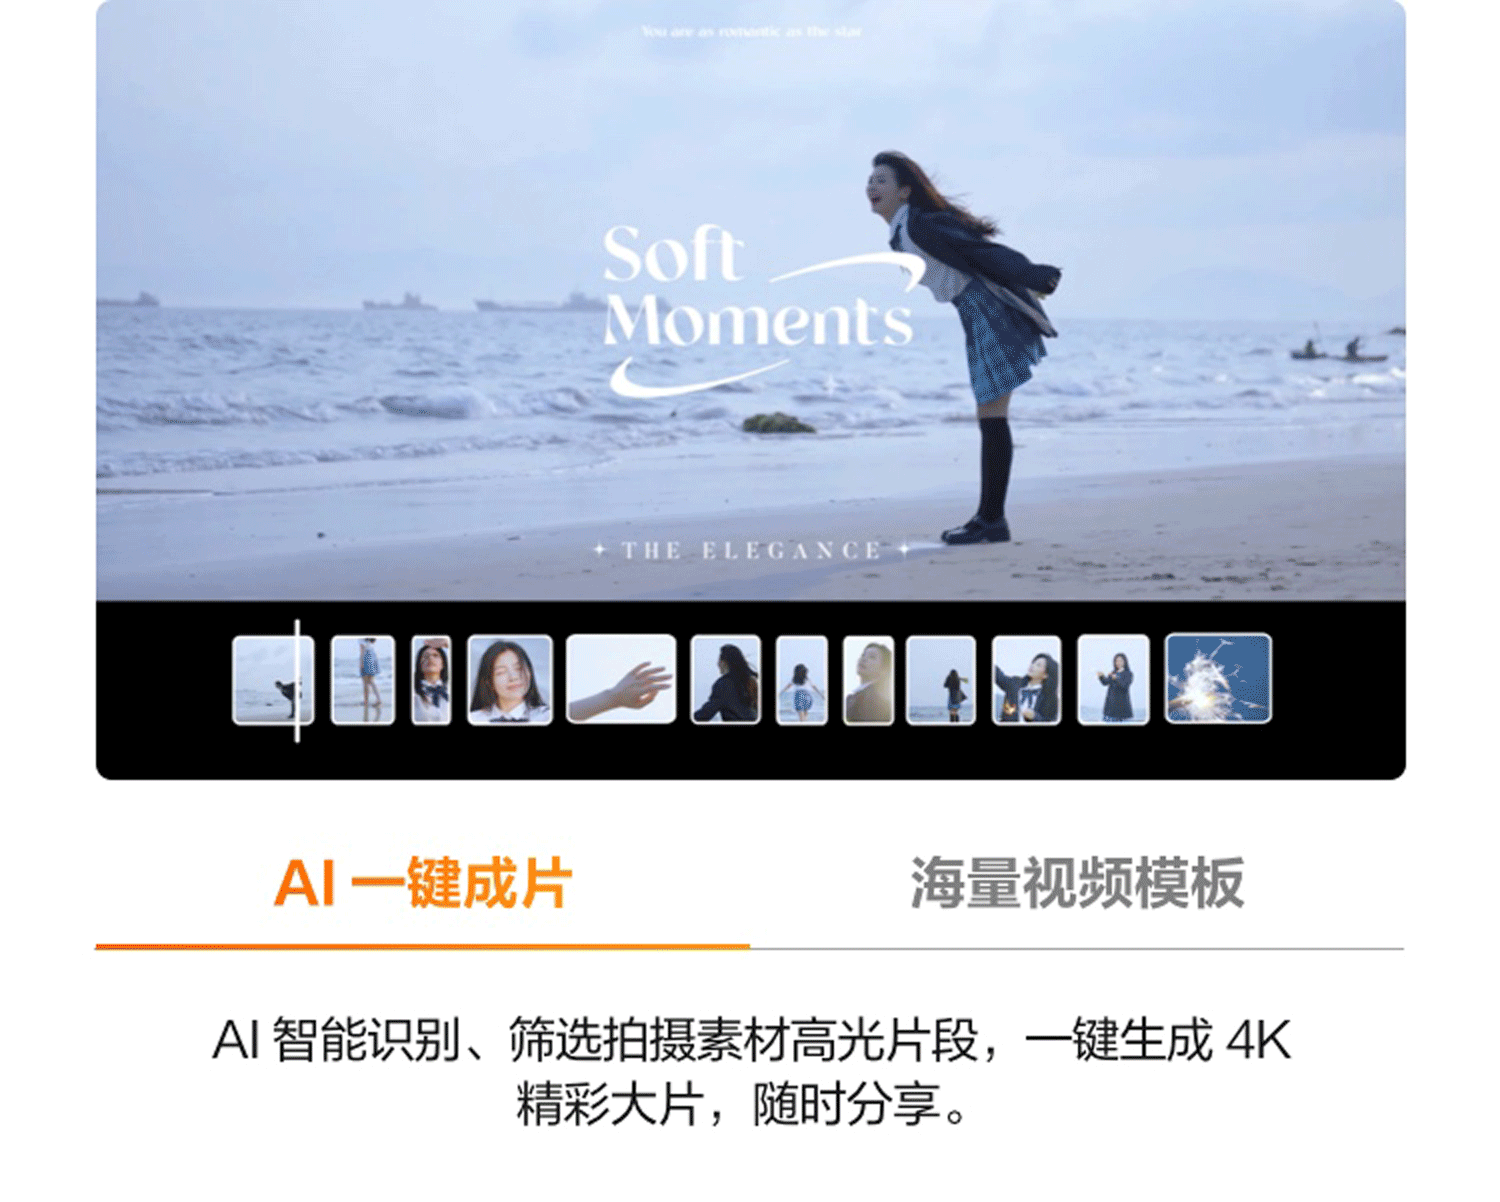 You are as romantic as the star
Soft
Moments
THE ELEGANCE
AI 一键成片
海量视频模板
AI 智能识别、筛选拍摄素材高光片段，一键生成 4K
精彩大片，随时分享。